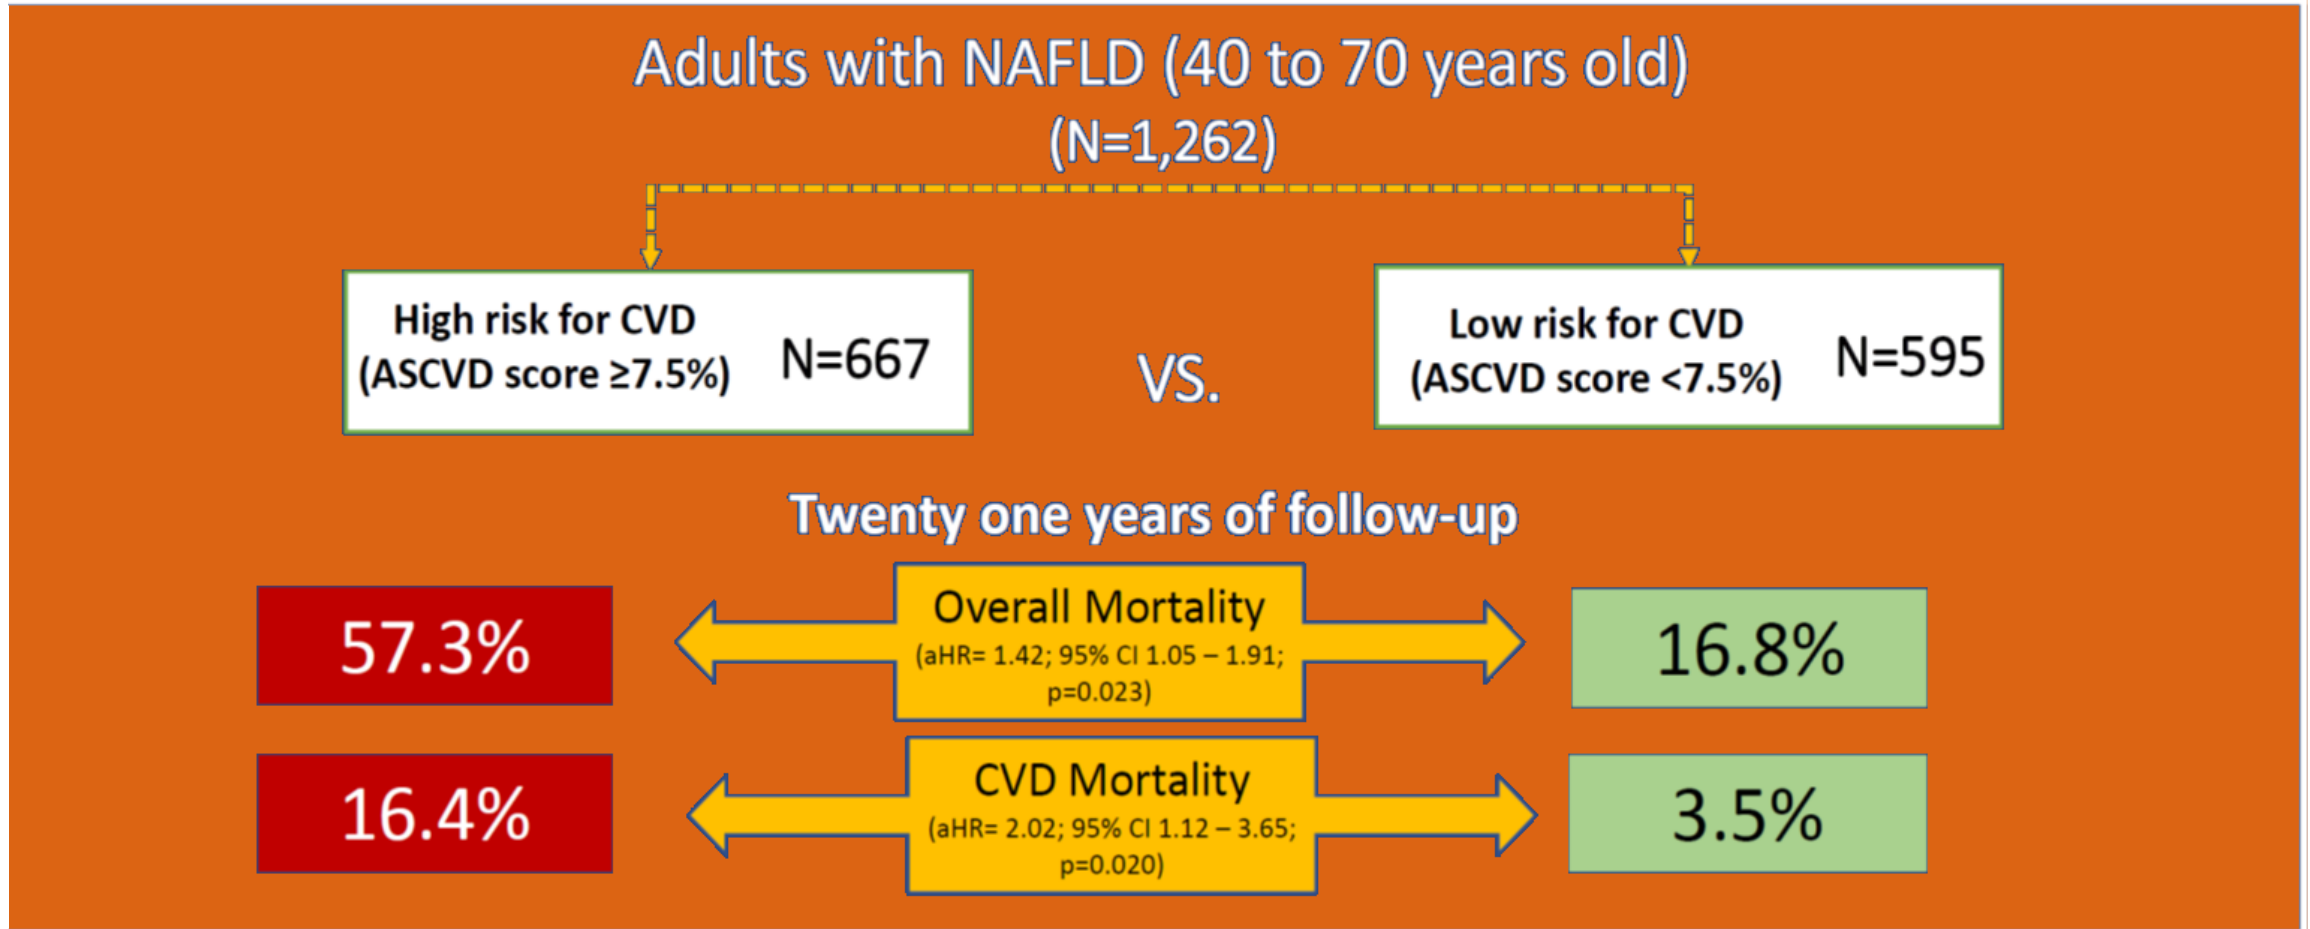 Adults with NAFLD (40 to 70 years old)
(N=1,262)
High risk for CVD
(ASCVD score ≥7.5%)
N=667
VS.
Low risk for CVD
(ASCVD score <7.5%)
N=595
Twenty one years of follow-up
57.3%
Overall Mortality
(aHR= 1.42; 95% CI 1.05 – 1.91;
p=0.023)
16.8%
16.4%
CVD Mortality
(aHR= 2.02; 95% CI 1.12 – 3.65;
p=0.020)
3.5%